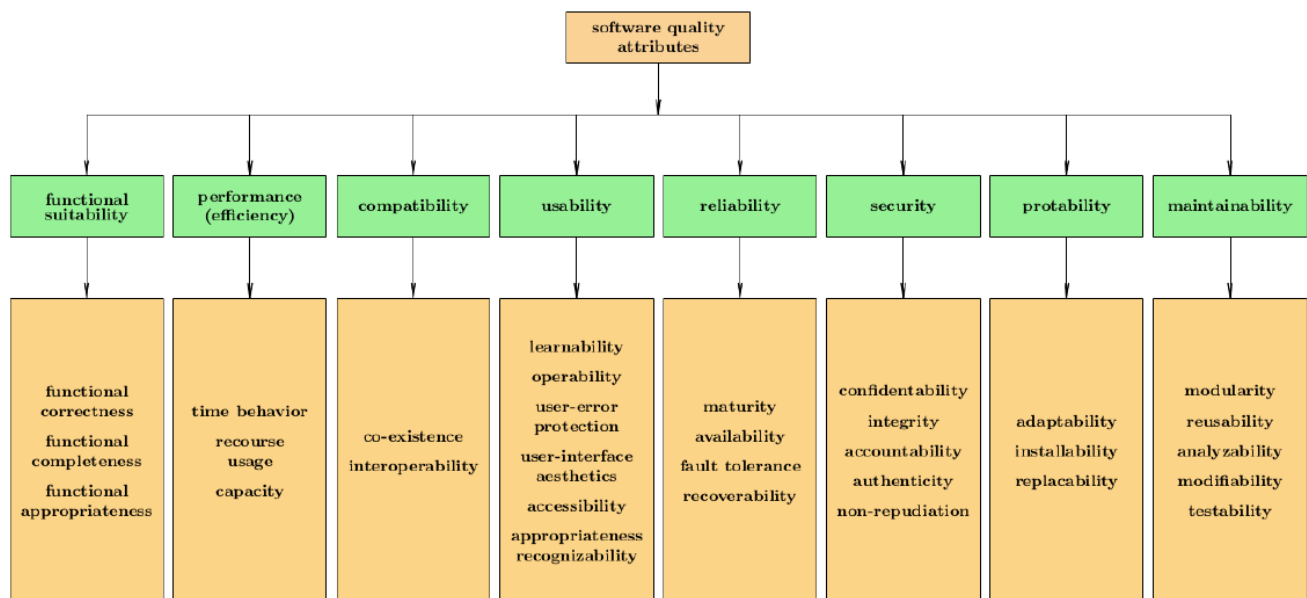 software quality
attributes
functional
suitability
performance
(efficiency)
compatibility
usability
reliability
security
protability
maintainability
functional
correctness
functional
completeness
functional
appropriateness
time behavior
recourse
usage
capacity
co-existence
interoperability
learnability
operability
user-error
protection
user-interface
aesthetics
accessibility
appropriateness
recognizability
maturity
availability
fault tolerance
recoverability
confidentability
integrity
accountability
authenticity
non-repudiation
adaptability
installability
replacability
modularity
reusability
analyzability
modifiability
testability